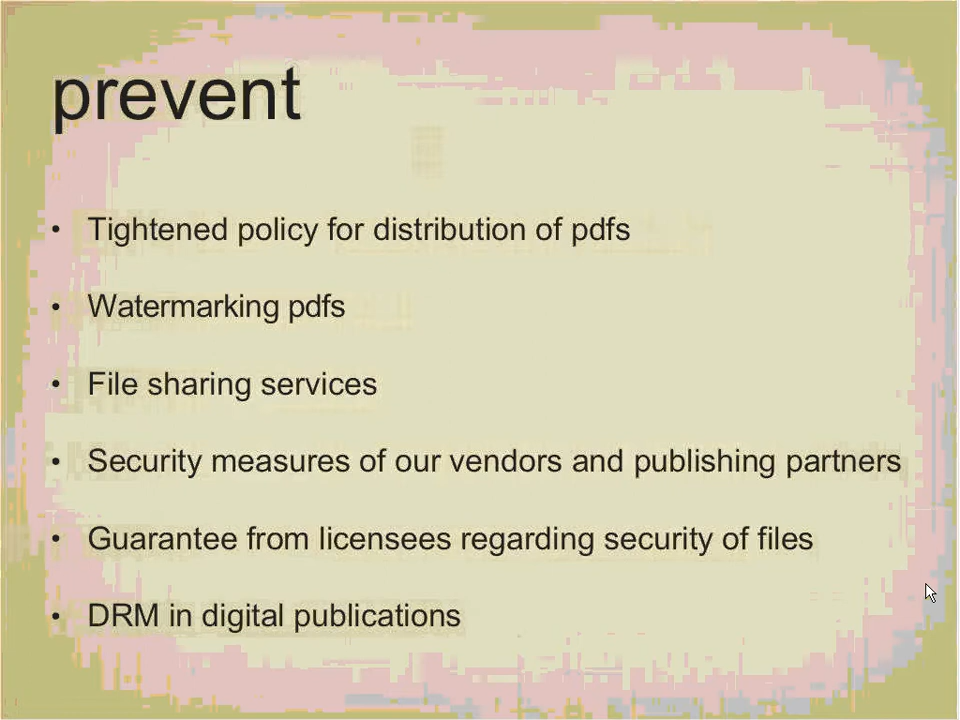 prevent
• Tightened policy for distribution of pdfs
• Watermarking pdfs
• File sharing services
• Security measures of our vendors and publishing partners
• Guarantee from licensees regarding security of files
• DRM in digital publications